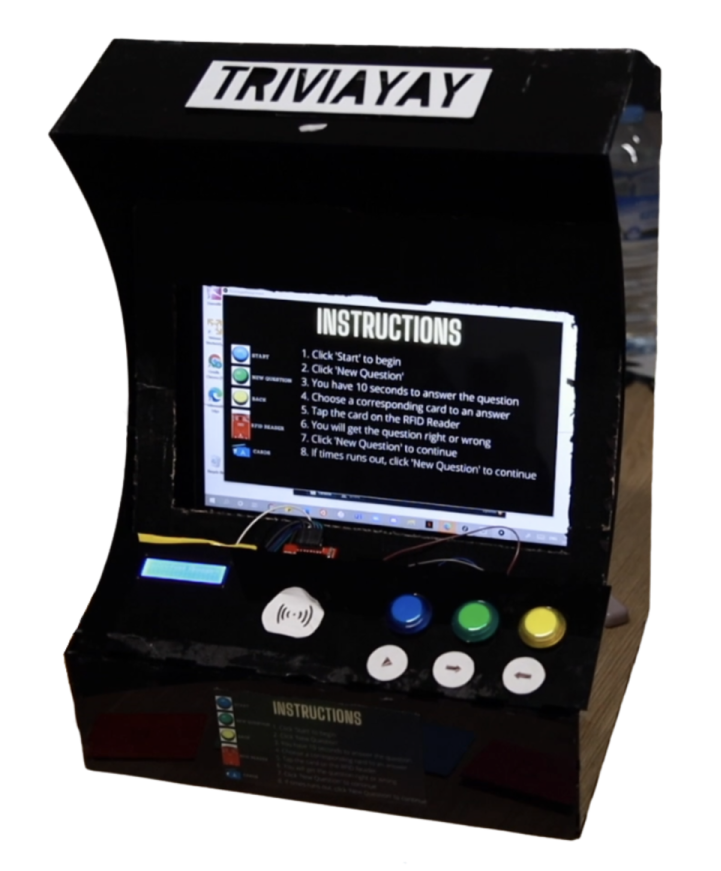 TRIVIAYAY
INSTRUCTIONS
START
NEW QUESTION
BACK
RFID READER
CARDS
1. Click 'Start' to begin
2. Click 'New Question'
3. You have 10 seconds to answer the question
4. Choose a corresponding card to an answer
5. Tap the card on the RFID Reader
6. You will get the question right or wrong
7. Click 'New Question' to continue
8. If times runs out, click 'New Question' to continue
INSTRUCTIONS